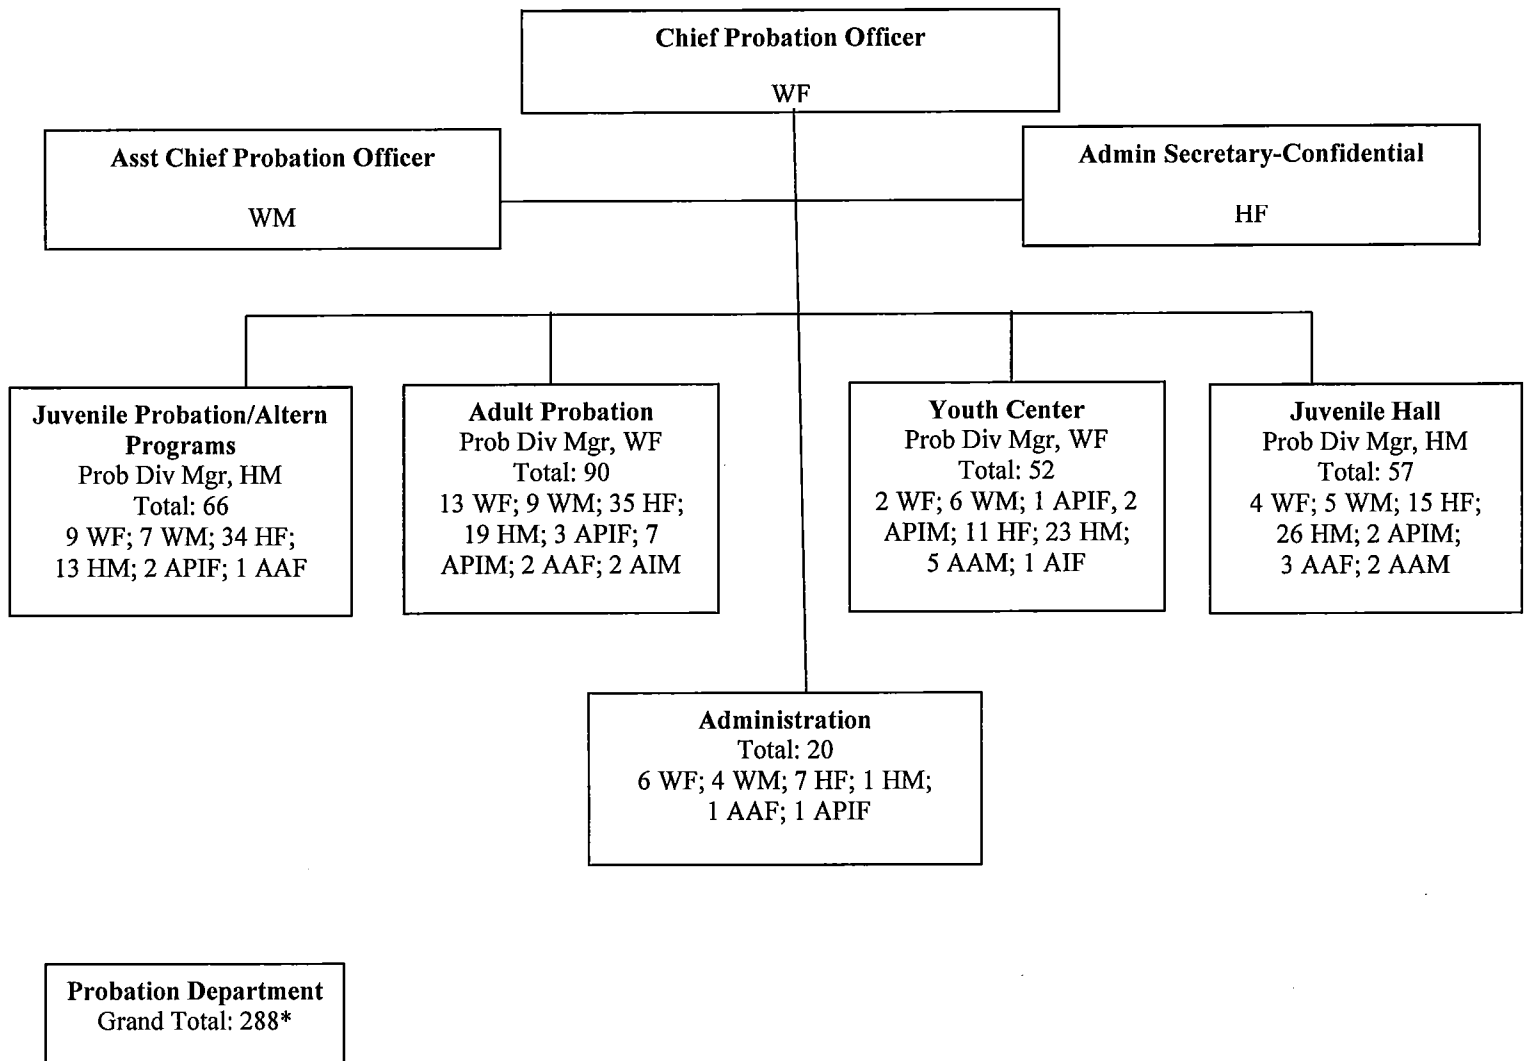 Chief Probation Officer
WF
Asst Chief Probation Officer
WM
Admin Secretary-Confidential
HF
Juvenile Probation/Altern
Programs
Prob Div Mgr, HM
Total: 66
9 WF; 7 WM; 34 HF;
13 HM; 2 APIF; 1 AAF
Adult Probation
Prob Div Mgr, WF
Total: 90
13 WF; 9 WM; 35 HF;
19 HM; 3 APIF; 7
APIM; 2 AAF; 2 AIM
Youth Center
Prob Div Mgr, WF
Total: 52
2 WF; 6 WM; 1 APIF, 2
APIM; 11 HF; 23 HM;
5 AAM; 1 AIF
Juvenile Hall
Prob Div Mgr, HM
Total: 57
4 WF; 5 WM; 15 HF;
26 HM; 2 APIM;
3 AAF; 2 AAM
Administration
Total: 20
6 WF; 4 WM; 7 HF; 1 HM;
1 AAF; 1 APIF
Probation Department
Grand Total: 288*